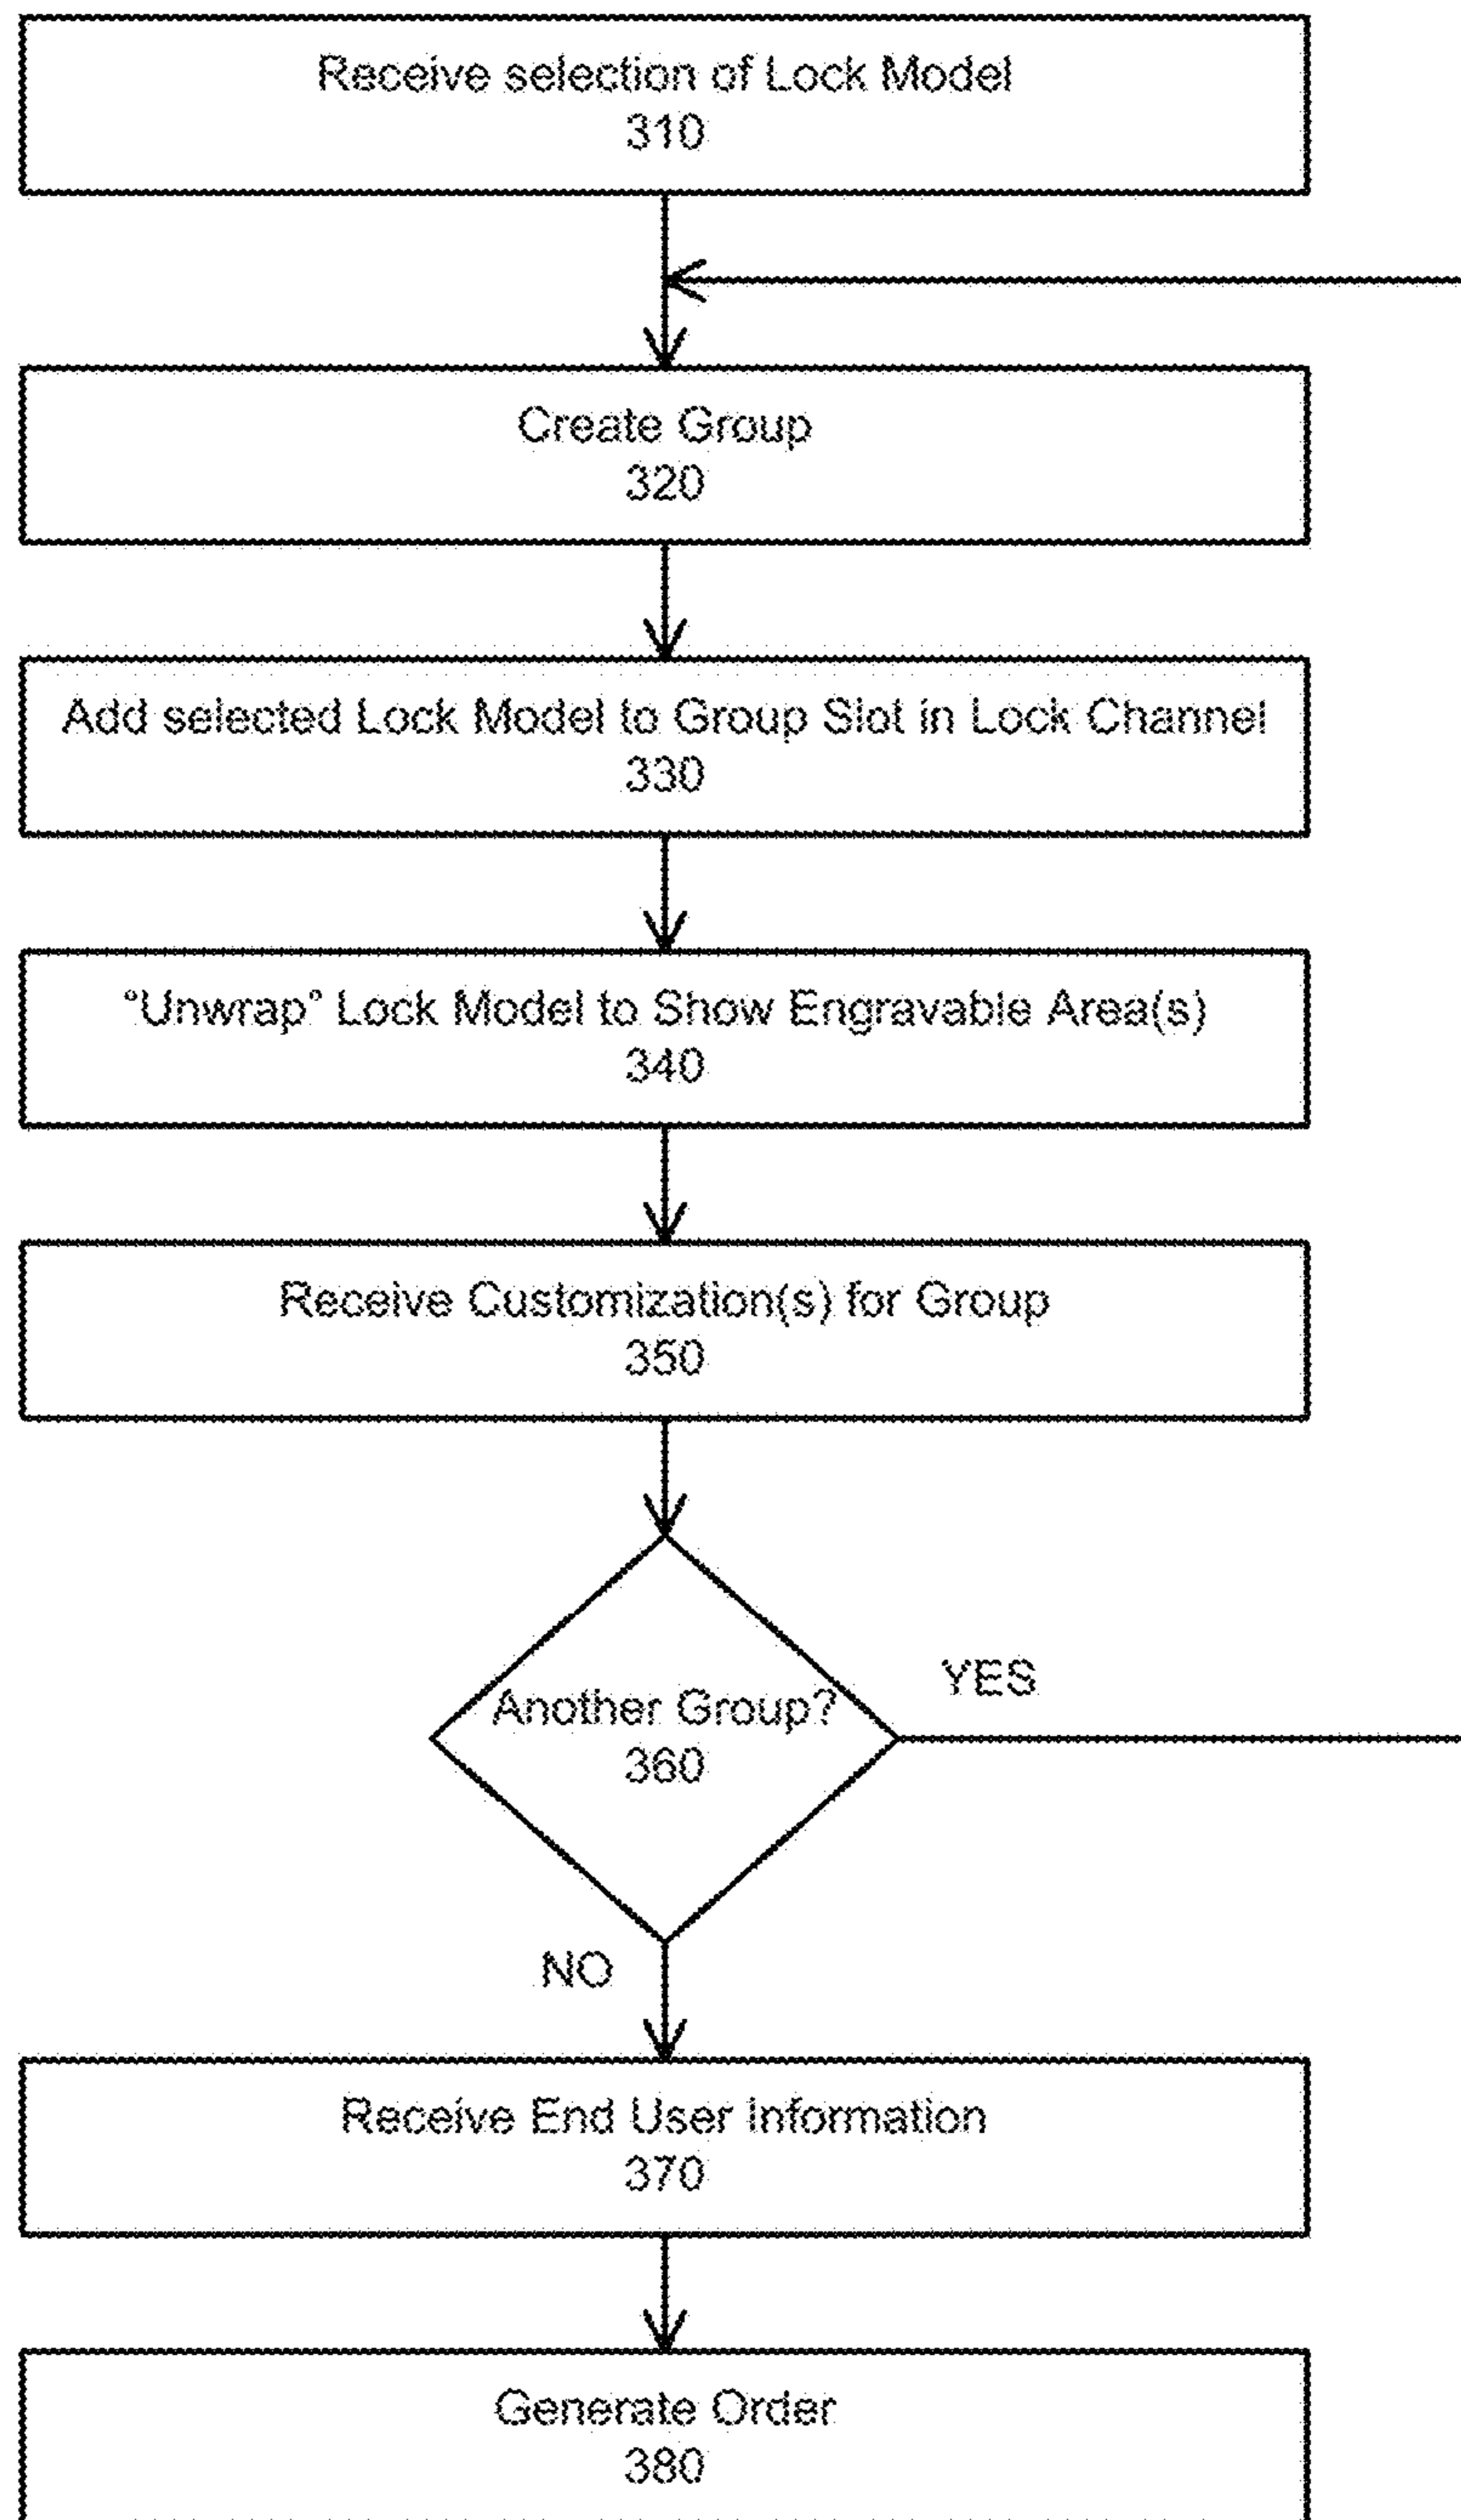 Receive selection of Lock Model
310
Create Group
320
Add selected Lock Model to Group Slot in Lock Channel
330
"Unwrap" Lock Model to Show Engravable Area(s)
340
Receive Customization(s) for Group
350
Another Group?
360
YES
NO
Receive End User Information
370
Generate Order
380